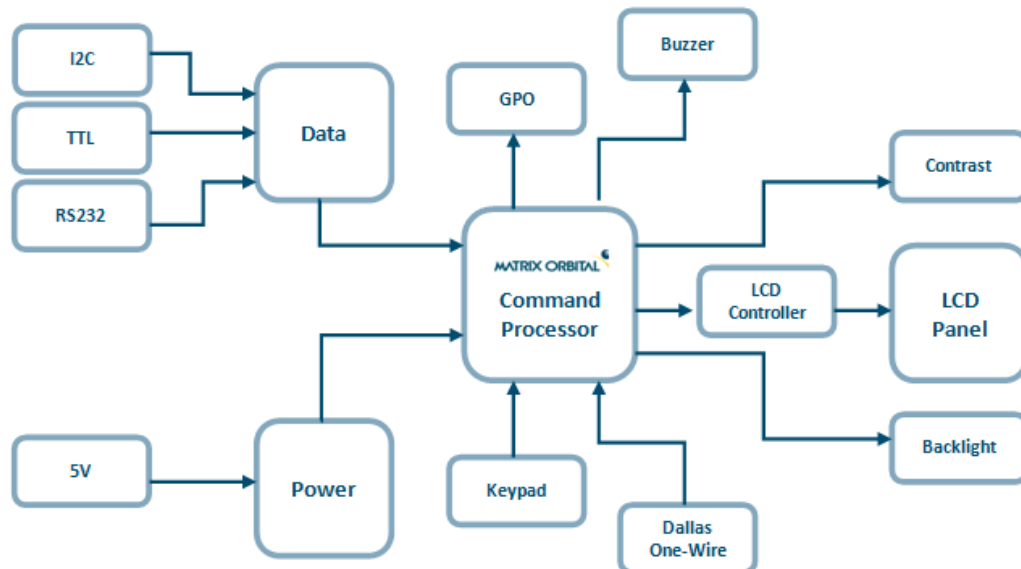 I2C
TTL
RS232
Data
GPO
Buzzer
Contrast
MATRIX ORBITAL
Command
Processor
LCD
Controller
LCD
Panel
5V
Power
Keypad
Dallas
One-Wire
Backlight